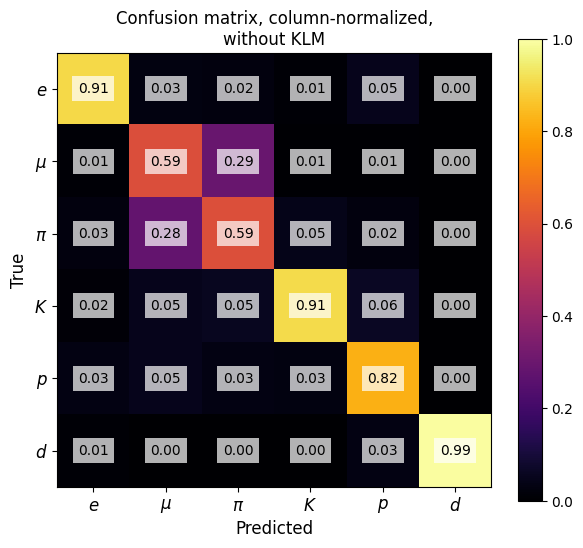 Confusion matrix, column-normalized,
without KLM
True
e 0.91 0.03 0.02 0.01 0.05 0.00
μ 0.01 0.59 0.29 0.01 0.01 0.00
π 0.03 0.28 0.59 0.05 0.02 0.00
K 0.02 0.05 0.05 0.91 0.06 0.00
p 0.03 0.05 0.03 0.03 0.82 0.00
d 0.01 0.00 0.00 0.00 0.03 0.99
e μ π K p d
Predicted
1.0
0.8
0.6
0.4
0.2
0.0